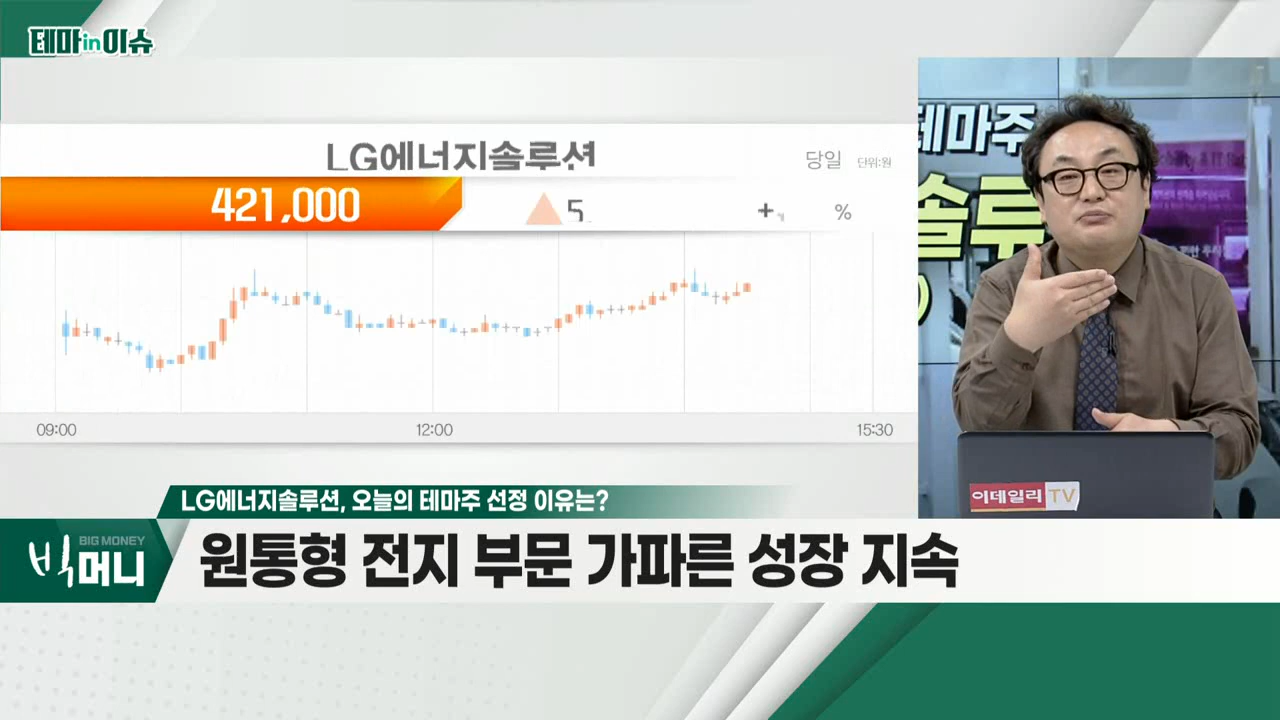 테마in이슈
LG에너지솔루션
당일 단위:원
421,000
5
+ %
09:00 12:00 15:30
테마주
솔루
이데일리TV
LG에너지솔루션, 오늘의 테마주 선정 이유는?
BIG MONEY
빅머니
원통형 전지 부문 가파른 성장 지속